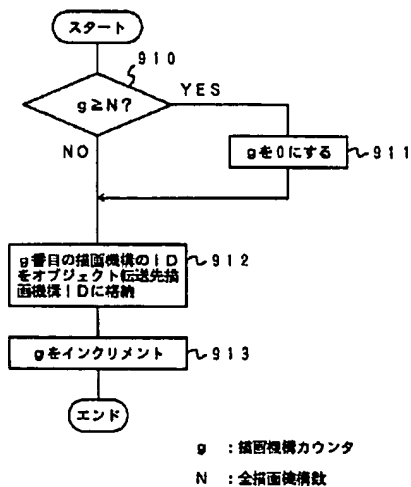 スタート
910
g≧N?
YES
NO
gを0にする
911
g番目の描画機構のID
をオブジェクト転送先描
画機構IDに格納
912
gをインクリメント
913
エンド
g :描画機構カウンタ
N :全描画機構数